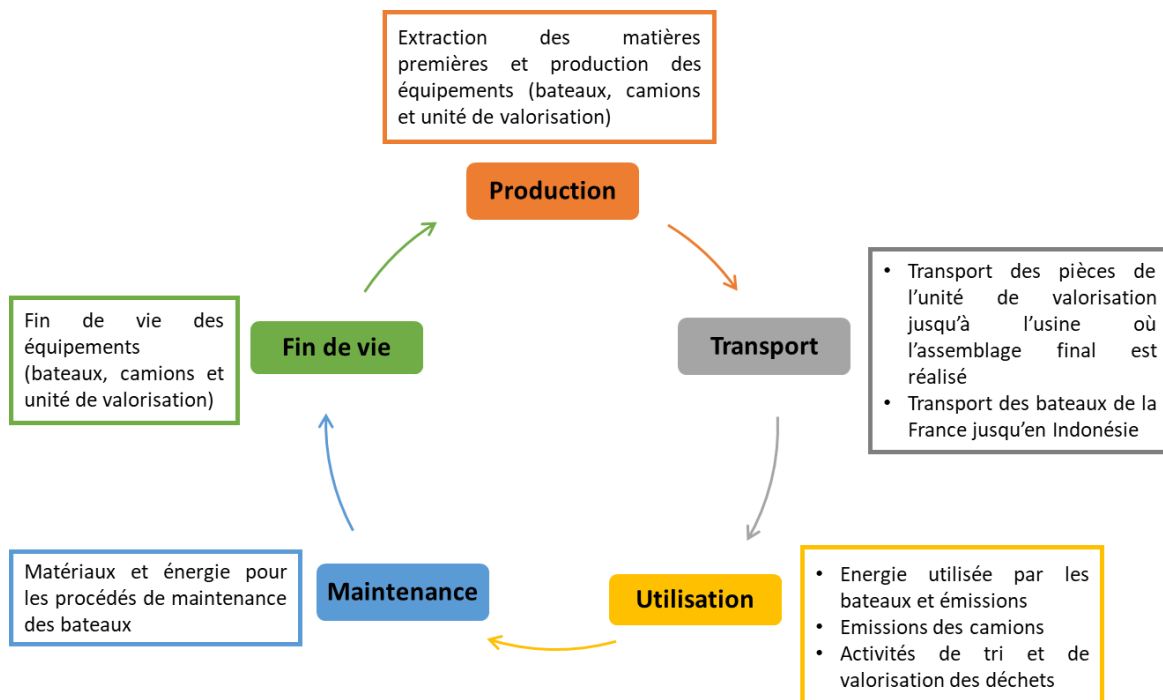 Extraction des matières
premières et production des
équipements (bateaux, camions
et unité de valorisation)
Production
• Transport des pièces de
l'unité de valorisation
jusqu'à l'usine où
l'assemblage final est
réalisé
• Transport des bateaux de la
France jusqu'en Indonésie
Transport
Fin de vie des
équipements
(bateaux, camions et
unité de valorisation)
Fin de vie
Matériaux et énergie pour
les procédés de maintenance
des bateaux
Maintenance
Utilisation
• Energie utilisée par les
bateaux et émissions
• Emissions des camions
• Activités de tri et de
valorisation des déchets